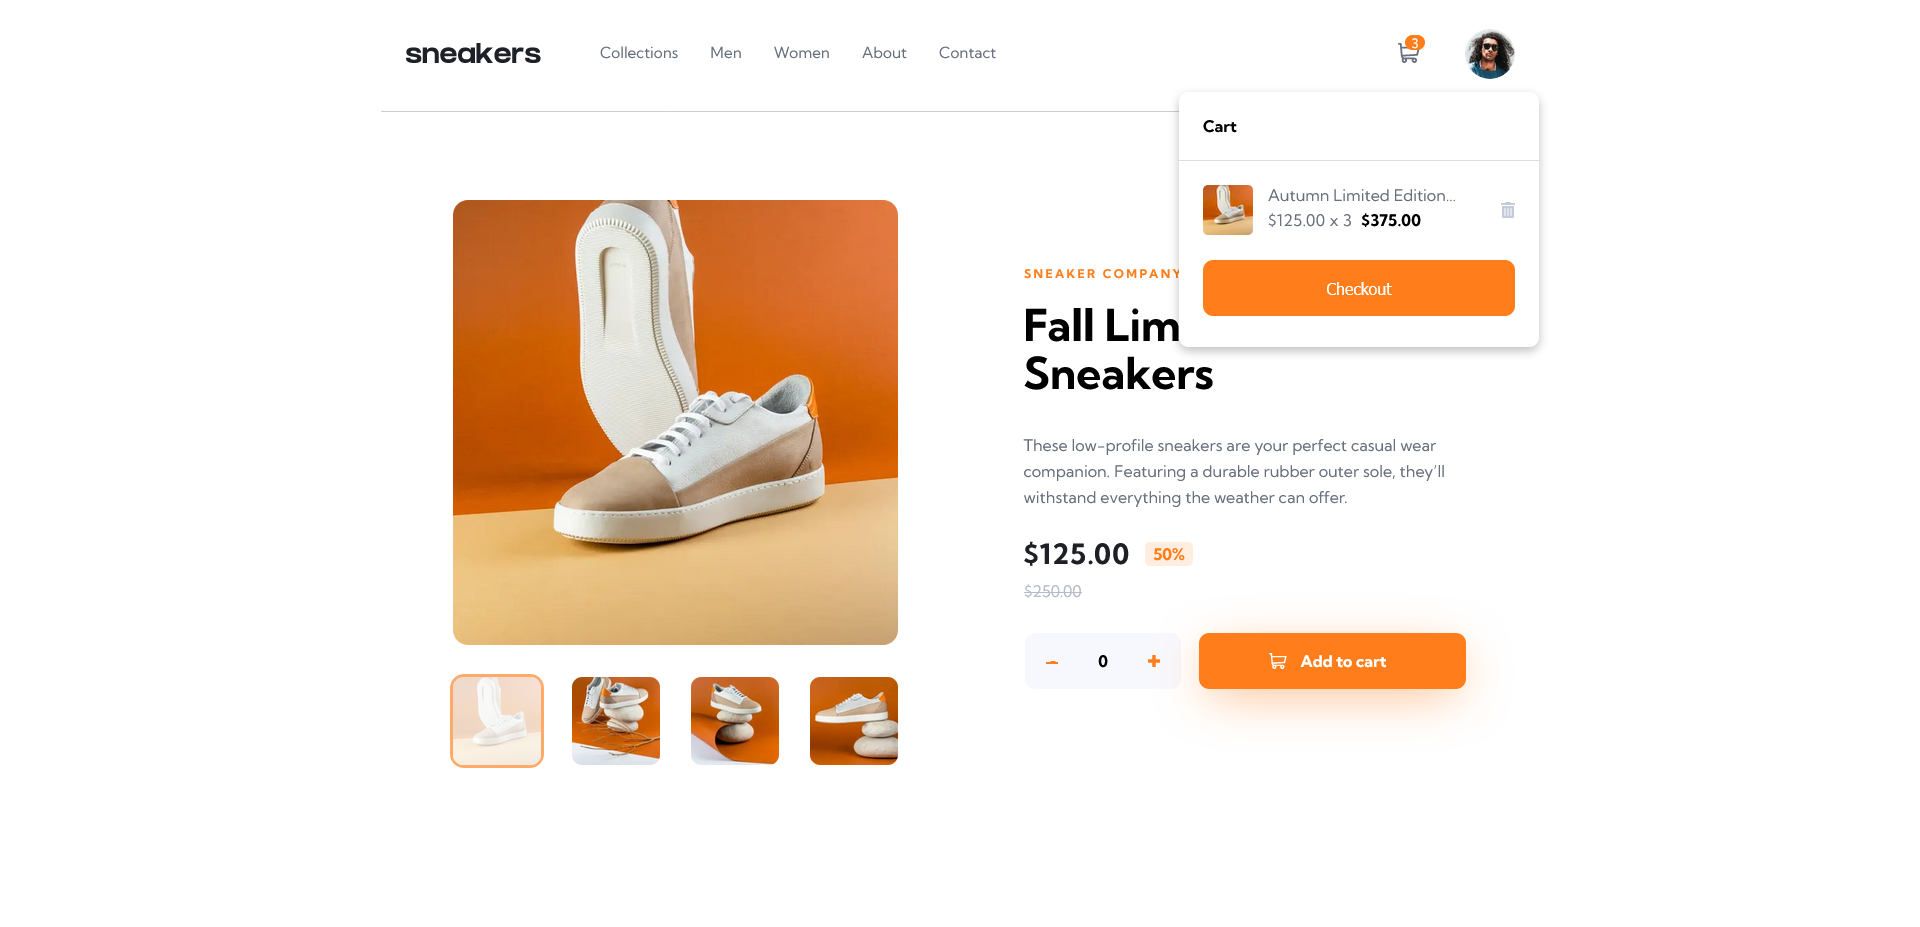 sneakers
Collections Men Women About Contact
3
Cart
Autumn Limited Edition...
$125.00 x 3 $375.00
Checkout
SNEAKER COMPANY
Fall Lim
Sneakers
These low-profile sneakers are your perfect casual wear
companion. Featuring a durable rubber outer sole, they’ll
withstand everything the weather can offer.
$125.00 50%
$250.00
– 0 +
Add to cart